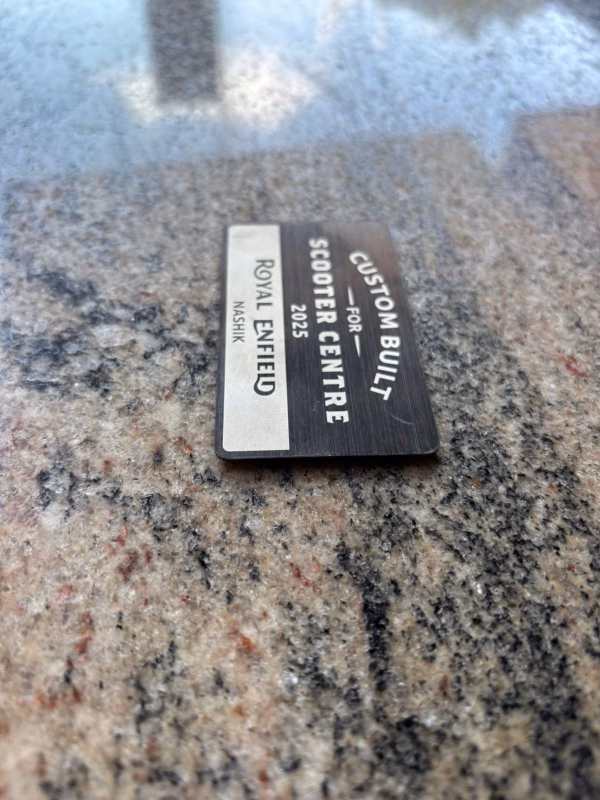 CUSTOM BUILT
— FOR —
SCOOTER CENTRE
2025
ROYAL ENFIELD
NASHIK